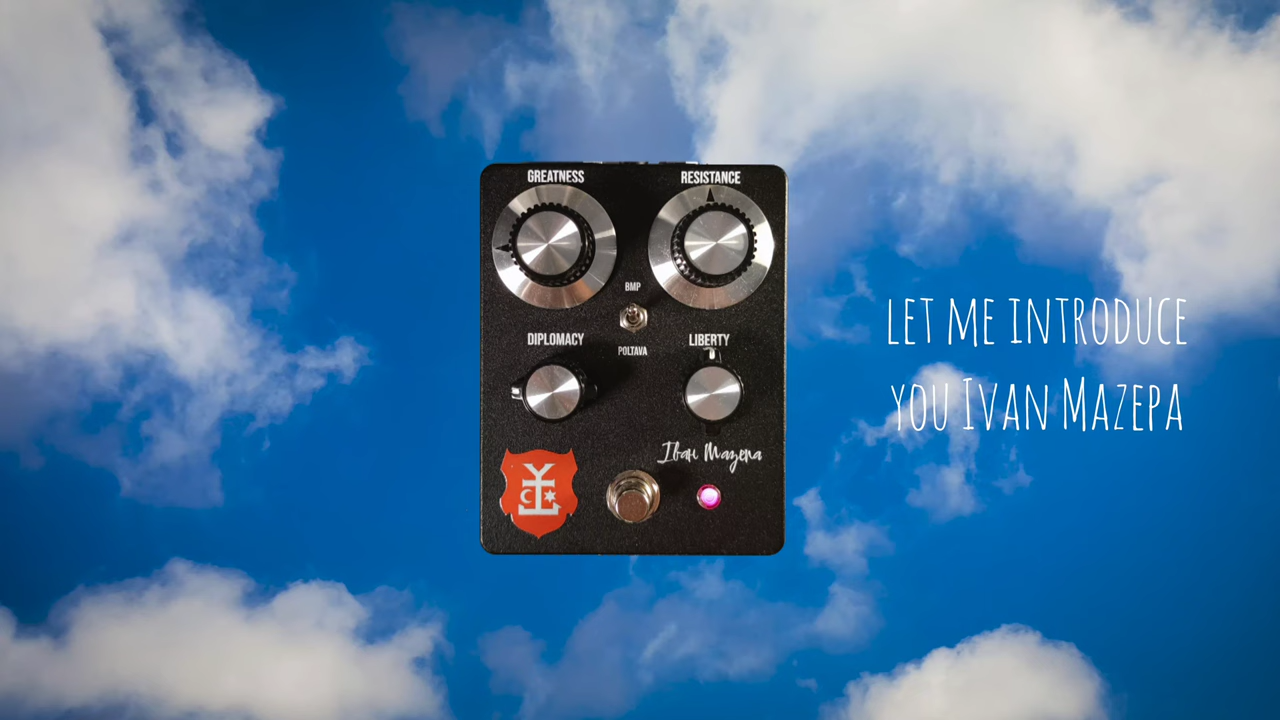 GREATNESS
RESISTANCE
BMP
DIPLOMACY
LIBERTY
POLTAVA
Іван Мазепа
LET ME INTRODUCE
YOU IVAN MAZEPA